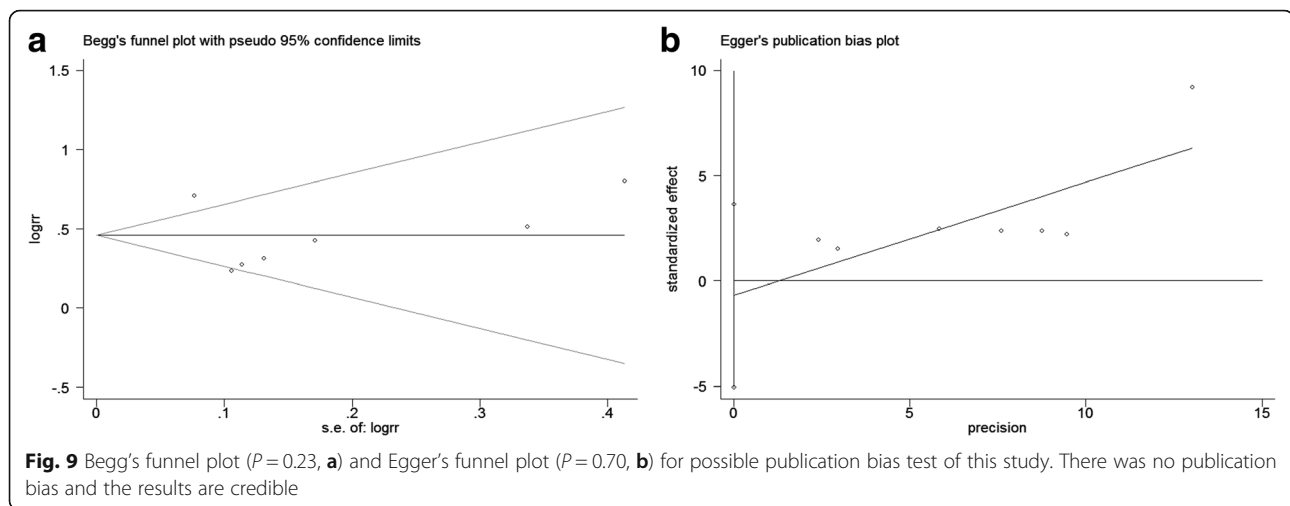 a
Begg's funnel plot with pseudo 95% confidence limits
1.5
1
.5
0
-.5
logrr
0
.1
.2
.3
.4
s.e. of: logrr
b
Egger's publication bias plot
10
5
0
-5
standardized effect
0
5
10
15
precision
Fig. 9 Begg's funnel plot (P = 0.23, a) and Egger's funnel plot (P = 0.70, b) for possible publication bias test of this study. There was no publication
bias and the results are credible